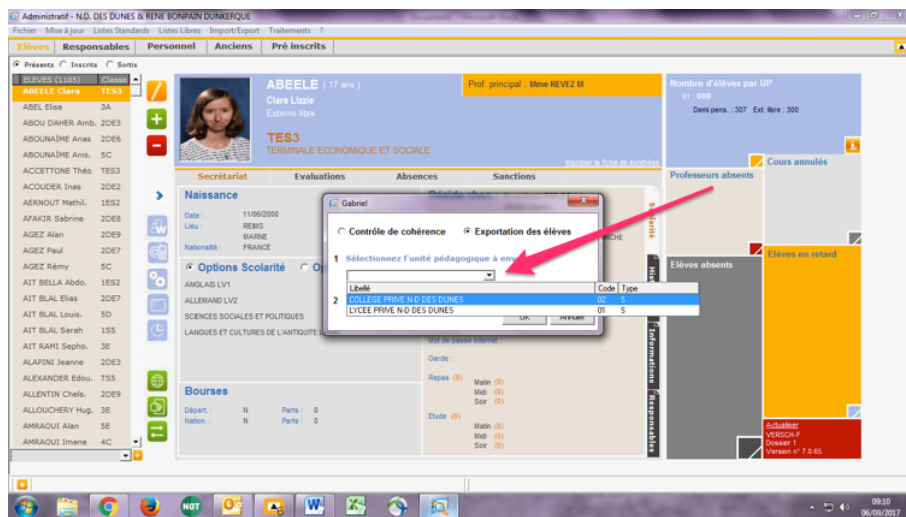 Administratif - N.D. DES DUNES & RENE BONPAIN DUNKERQUE
Fichier Mise à jour Listes Standards Listes Libres Import/Export Traitements ?
Elèves Responsables Personnel Anciens Pré inscrits
Présents Inscrits Sortis
ELEVES (1185) Classe
ABEELE Clara TES3
ABEL Elisa 3A
ABOU DAHER Amb. 2DE3
ABOUNAÏME Anas 2DE6
ABOUNAÏME Anis. 5C
ACCETTONE Théo TES3
ACOUDER Inas 2DE2
AERNOUT Mathil. 1ES2
AFAKIR Sabrine 2DE8
AGEZ Alan 2DE9
AGEZ Paul 2DE7
AGEZ Rémy 5C
AIT BELLA Abdo. 1ES2
AIT BLAL Elias 2DE7
AIT BLAL Louis. 5D
AIT BLAL Sarah 1S5
AIT RAMI Sepho. 3E
ALAPINI Jeanne 2DE3
ALEXANDER Edou. TS5
ALLENTIN Chels. 2DE9
ALLOUCHERY Hug. 3E
AMRAOUI Alan 5E
AMRAOUI Imane 4C
ABEELE ( 17 ans )
Clara Lizzie
Externe libre
TES3
TERMINALE ECONOMIQUE ET SOCIALE
Prof. principal : Mme REVEZ M
Imprimer la fiche de synthèse
Secrétariat Evaluations Absences Sanctions
Naissance
Date : 11/06/2000
Lieu : REIMS
MARNE
Nationalité : FRANCE
Options Scolarité
ANGLAIS LV1
ALLEMAND LV2
SCIENCES SOCIALES ET POLITIQUES
LANGUES ET CULTURES DE L'ANTIQUITE
Bourses
Départ. : N Parts : 0
Nation. : N Parts : 0
Gabriel
Contrôle de cohérence Exportation des élèves
1 Sélectionnez l'unité pédagogique à
Libellé Code Type
2 COLLEGE PRIVE N-D DES DUNES 02 S
LYCEE PRIVE N-D DES DUNES 01 S
Mot de passe internet :
Garde :
Repas (0) Matin (0)
Midi (0)
Soir (0)
Etude (0)
Matin (0)
Midi (0)
Soir (0)
Scolarité
Informations
Responsables
Nombre d'élèves par UP
01 : 609
Demi pens. : 307 Ext. libre : 300
Professeurs absents
Cours annulés
Elèves absents
Elèves en retard
Actualiser
VERSCH-F
Dossier 1
Version n° 7.0.65
NOT
09:10
06/09/2017